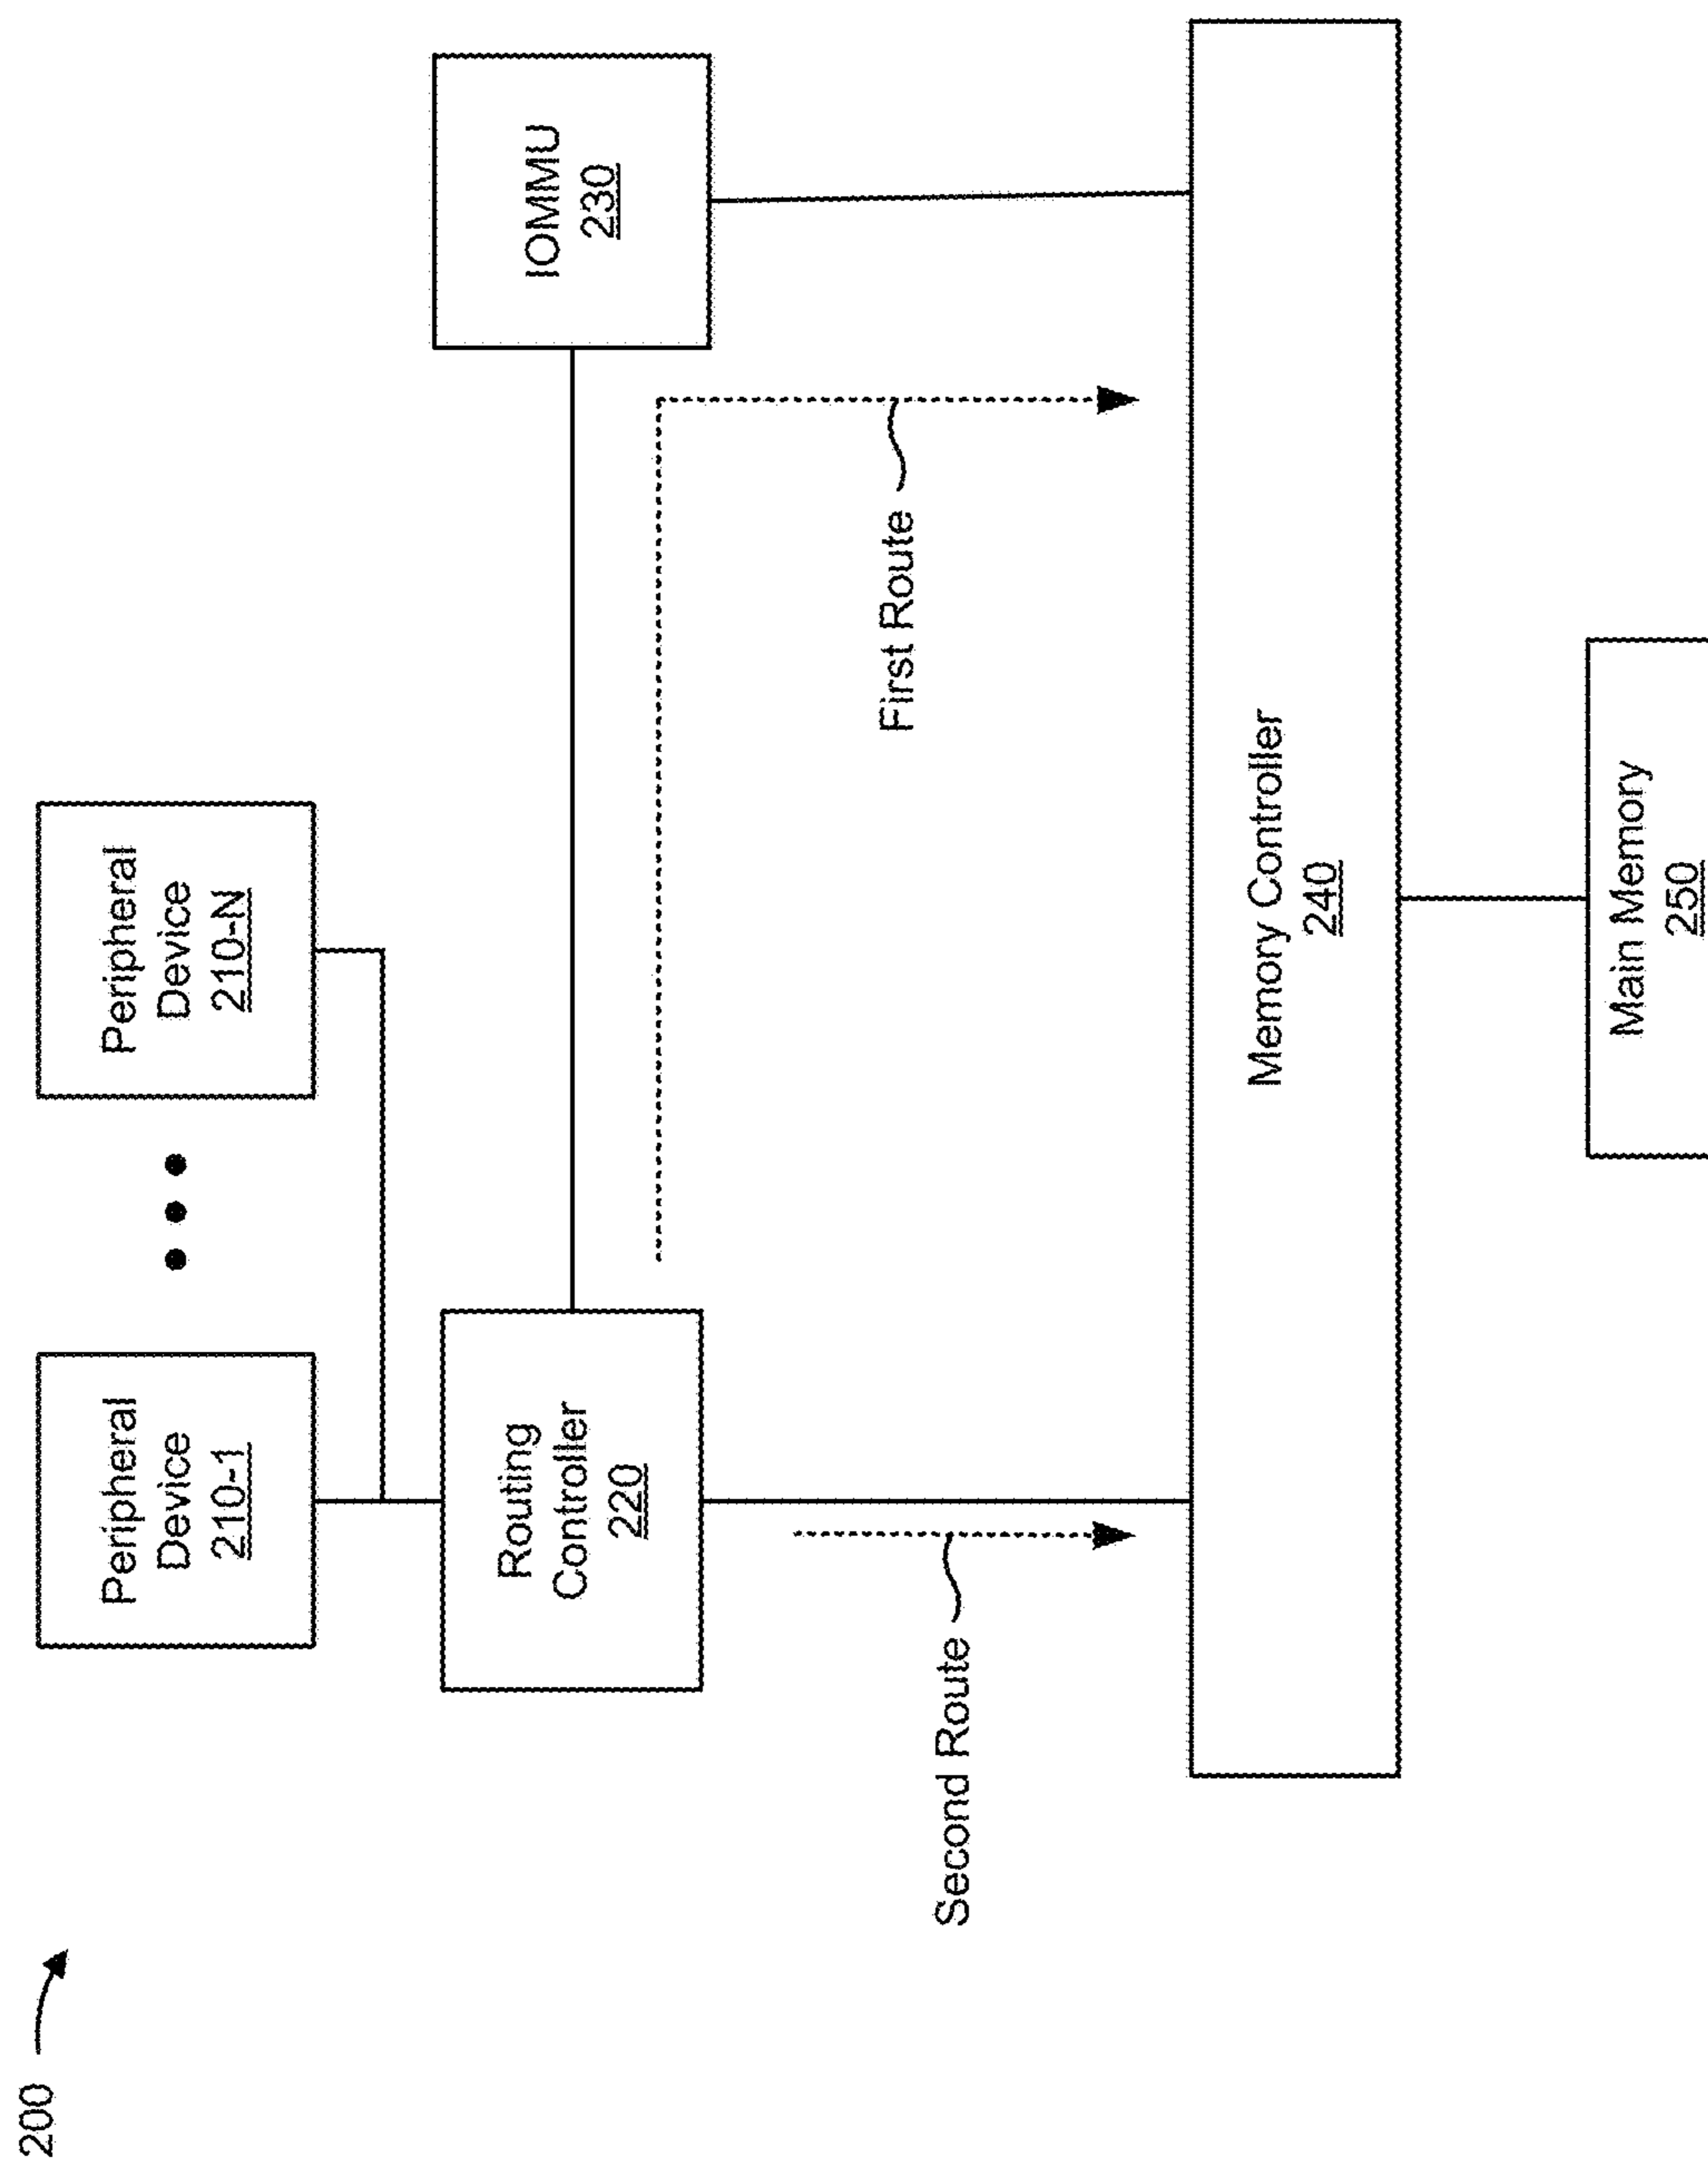 200
Peripheral
Device
210-1
Peripheral
Device
210-N
Routing
Controller
220
IOMMU
230
Second Route
First Route
Memory Controller
240
Main Memory
250